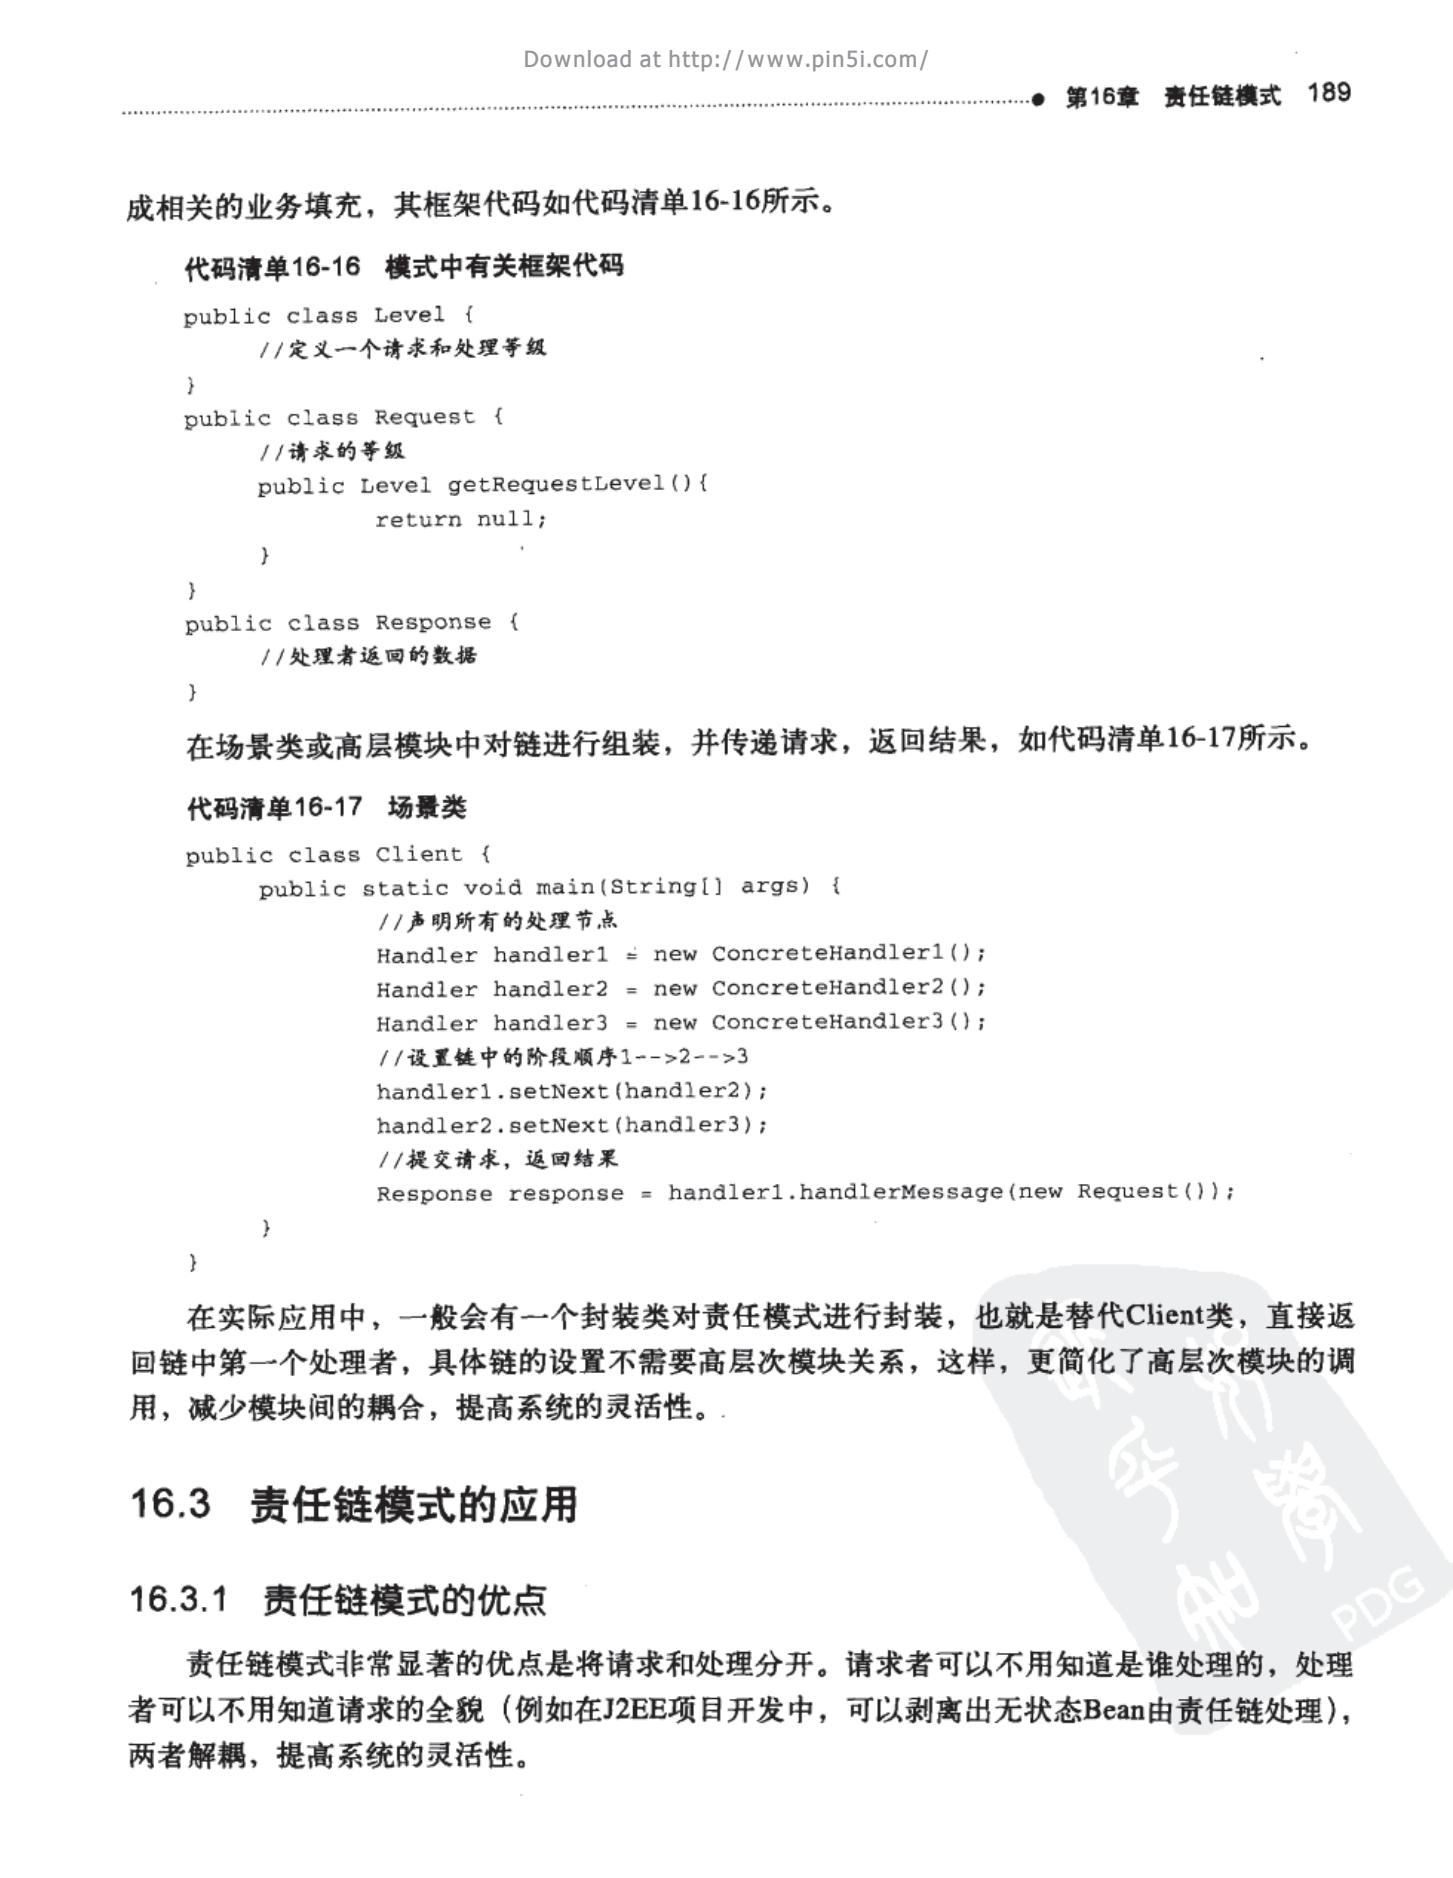 Download at http://www.pin5i.com/
第16章 责任链模式 189
成相关的业务填充，其框架代码如代码清单16-16所示。
代码清单16-16 模式中有关框架代码
public class Level {
//定义一个请求和处理等级
}
public class Request {
//请求的等级
public Level getRequestLevel(){
return null;
}
}
public class Response {
//处理者返回的数据
}
在场景类或高层模块中对链进行组装，并传递请求，返回结果，如代码清单16-17所示。
代码清单16-17 场景类
public class Client {
public static void main(String[] args) {
//声明所有的处理节点
Handler handler1 = new ConcreteHandler1();
Handler handler2 = new ConcreteHandler2();
Handler handler3 = new ConcreteHandler3();
//设置链中的阶段顺序1-->2-->3
handler1.setNext(handler2);
handler2.setNext(handler3);
//提交请求，返回结果
Response response = handler1.handlerMessage(new Request());
}
}
在实际应用中，一般会有一个封装类对责任模式进行封装，也就是替代Client类，直接返
回链中第一个处理者，具体链的设置不需要高层次模块关系，这样，更简化了高层次模块的调
用，减少模块间的耦合，提高系统的灵活性。
16.3 责任链模式的应用
16.3.1 责任链模式的优点
责任链模式非常显著的优点是将请求和处理分开。请求者可以不用知道是谁处理的，处理
者可以不用知道请求的全貌（例如在J2EE项目开发中，可以剥离出无状态Bean由责任链处理），
两者解耦，提高系统的灵活性。
PDG